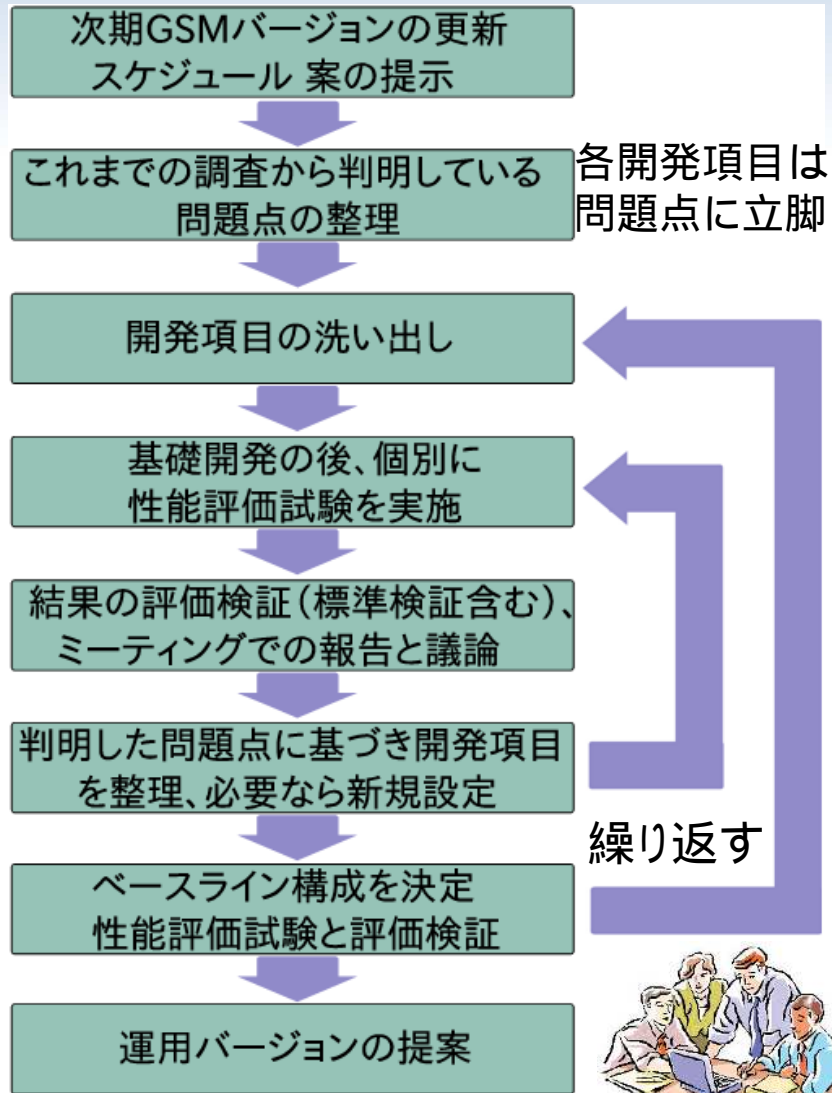 次期GSMバージョンの更新
スケジュール 案の提示
これまでの調査から判明している
問題点の整理
各開発項目は
問題点に立脚
開発項目の洗い出し
基礎開発の後、個別に
性能評価試験を実施
結果の評価検証(標準検証含む)、
ミーティングでの報告と議論
判明した問題点に基づき開発項目
を整理、必要なら新規設定
繰り返す
ベースライン構成を決定
性能評価試験と評価検証
運用バージョンの提案